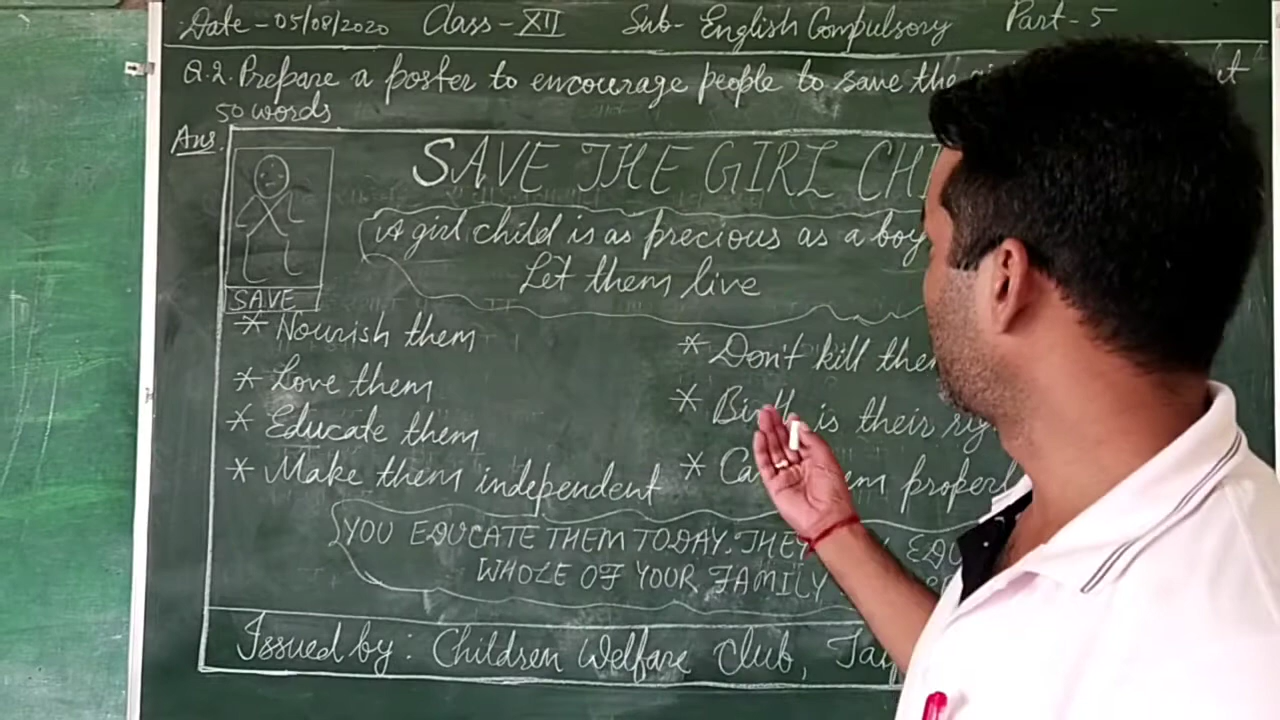 Date - 05/08/2020 Class - XII Sub - English Compulsory Part - 5
Q.2. Prepare a poster to encourage people to save the
50 words
Ans.
SAVE THE GIRL
A girl child is as precious as a boy
Let them live
SAVE
* Nourish them
* Love them
* Educate them
* Make them independent
* Don't kill
* is their
*
YOU EDUCATE THEM TODAY.
WHOLE OF YOUR FAMILY
Issued by: Children Welfare Club,